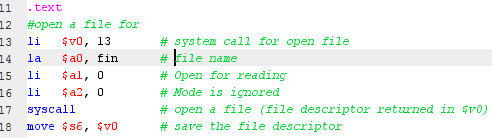 11 .text
12 #open a file for
13 li $v0, 13 # system call for open file
14 la $a0, fin # file name
15 li $a1, 0 # Open for reading
16 li $a2, 0 # Mode is ignored
17 syscall # open a file (file descriptor returned in $v0)
18 move $s6, $v0 # save the file descriptor